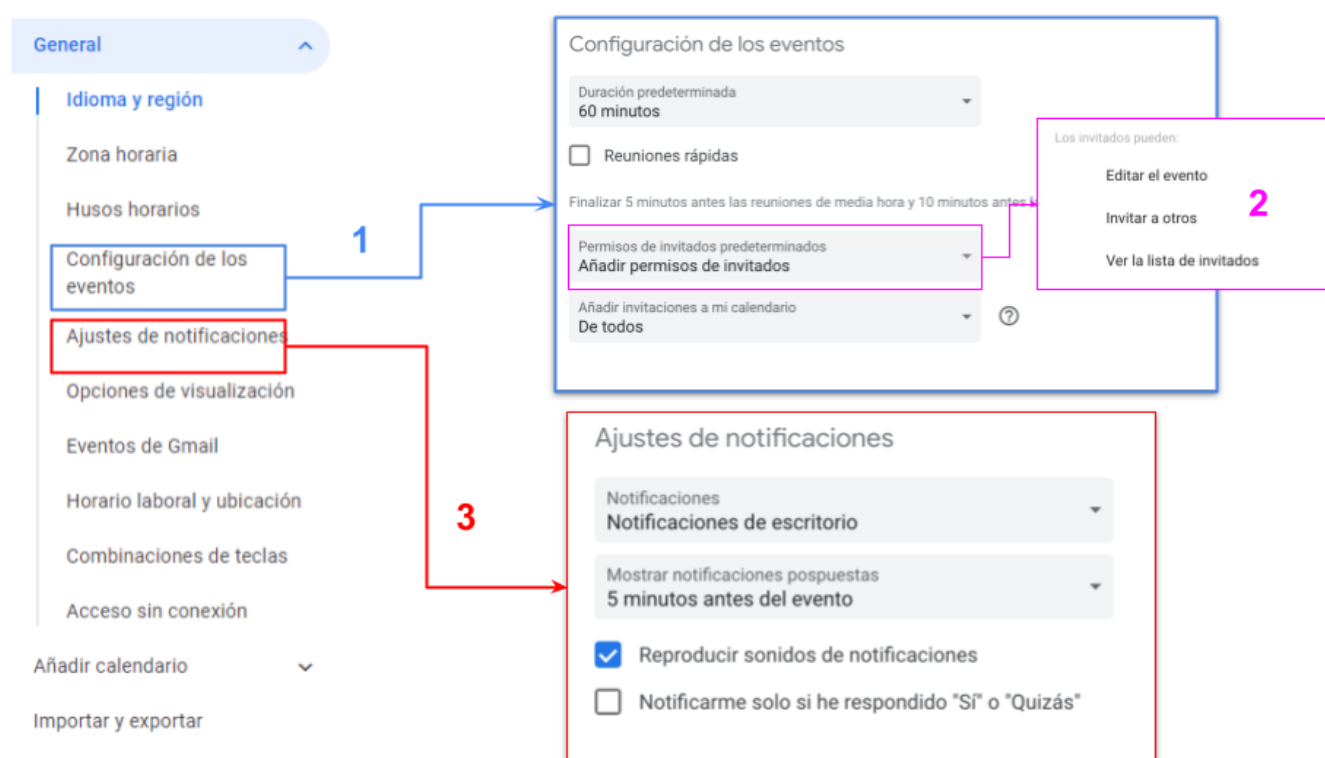 General
Idioma y región
Zona horaria
Husos horarios
Configuración de los
eventos
Ajustes de notificaciones
Opciones de visualización
Eventos de Gmail
Horario laboral y ubicación
Combinaciones de teclas
Acceso sin conexión
Añadir calendario
Importar y exportar
1
Configuración de los eventos
Duración predeterminada
60 minutos
Reuniones rápidas
Finalizar 5 minutos antes las reuniones de media hora y 10 minutos antes
Permisos de invitados predeterminados
Añadir permisos de invitados
Añadir invitaciones a mi calendario
De todos
Los invitados pueden:
Editar el evento
Invitar a otros
Ver la lista de invitados
2
3
Ajustes de notificaciones
Notificaciones
Notificaciones de escritorio
Mostrar notificaciones pospuestas
5 minutos antes del evento
Reproducir sonidos de notificaciones
Notificarme solo si he respondido "Sí" o "Quizás"